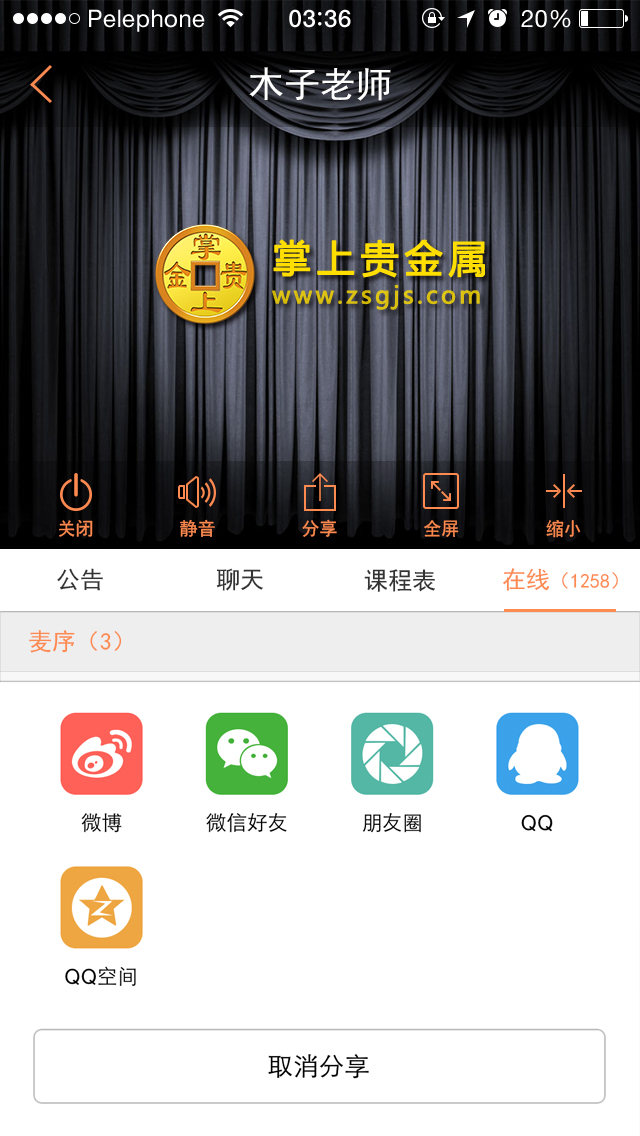 Pelephone 03:36 20%
木子老师
掌
金 贵
上
掌上贵金属
www.zsgjs.com
关闭 静音 分享 全屏 缩小
公告 聊天 课程表 在线（1258）
麦序（3）
微博 微信好友 朋友圈 QQ
QQ空间
取消分享